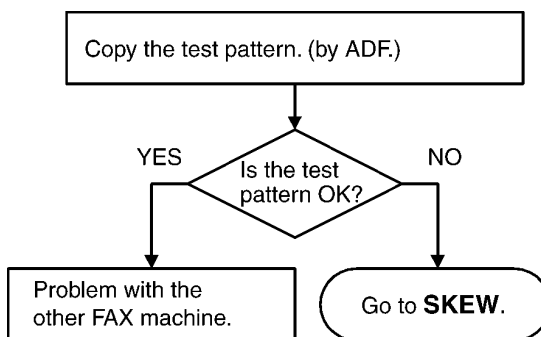 Copy the test pattern. (by ADF.)
YES
NO
Is the test
pattern OK?
Problem with the
other FAX machine.
Go to SKEW.